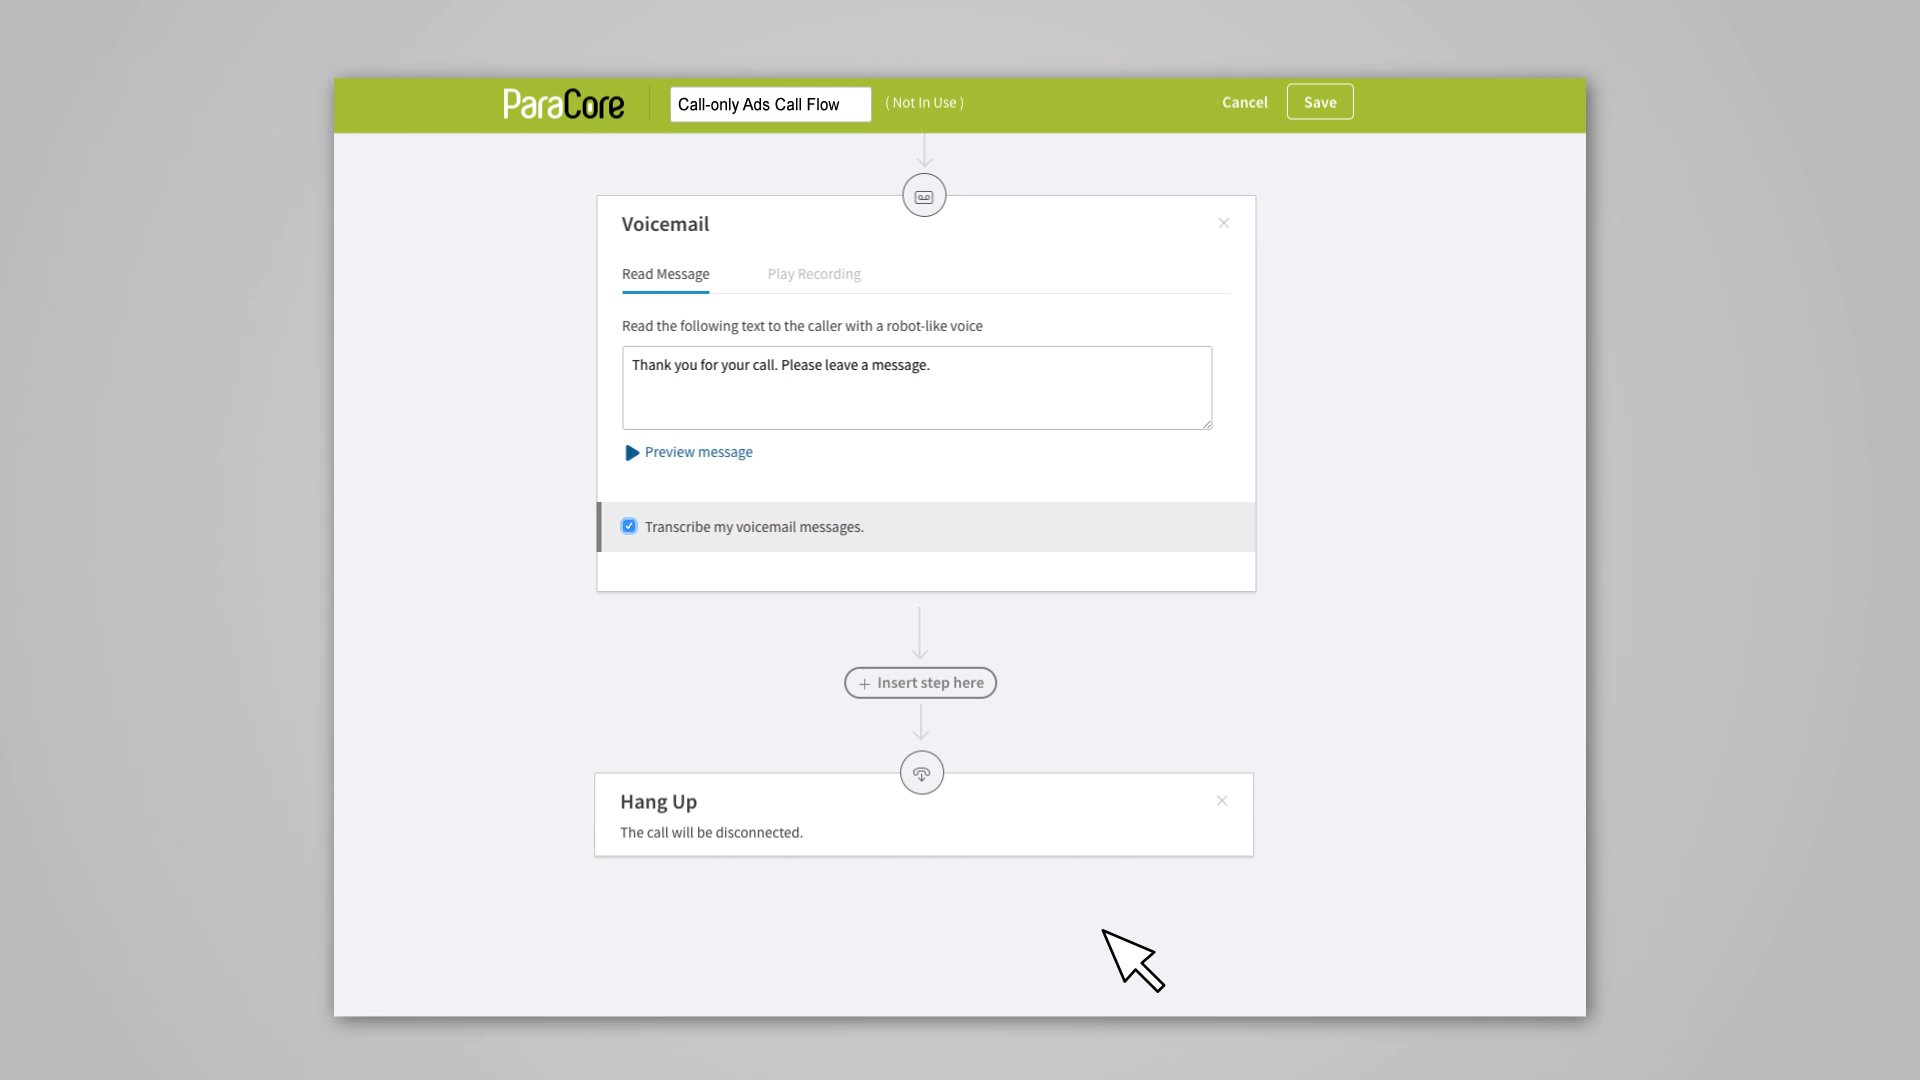 ParaCore
Call-only Ads Call Flow
( Not In Use )
Cancel
Save
Voicemail
Read Message
Play Recording
Read the following text to the caller with a robot-like voice
Thank you for your call. Please leave a message.
Preview message
Transcribe my voicemail messages.
+ Insert step here
Hang Up
The call will be disconnected.